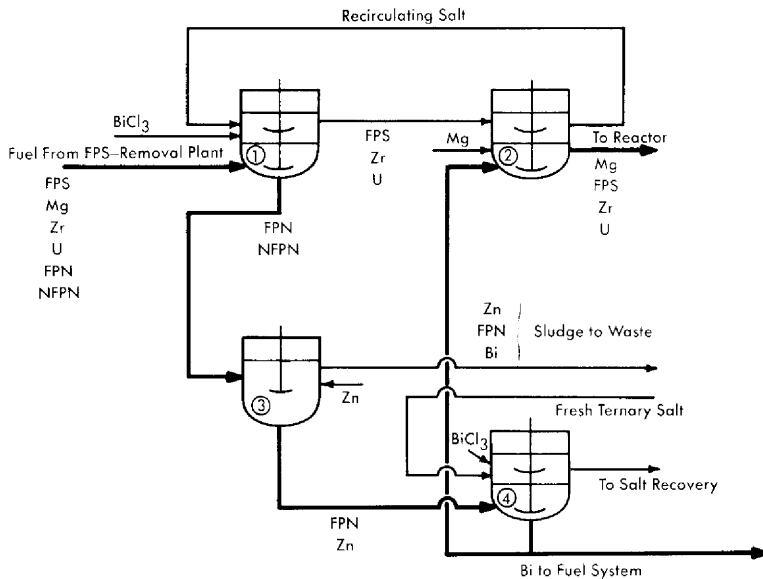 Recirculating Salt
BiCl3
Fuel From FPS-Removal Plant
FPS
Mg
Zr
U
FPN
NFPN
①
FPS
Zr
U
Mg
②
To Reactor
Mg
FPS
Zr
U
FPN
NFPN
Zn
FPN
Bi
Sludge to Waste
③
Zn
Fresh Ternary Salt
BiCl3
④
To Salt Recovery
FPN
Zn
Bi to Fuel System